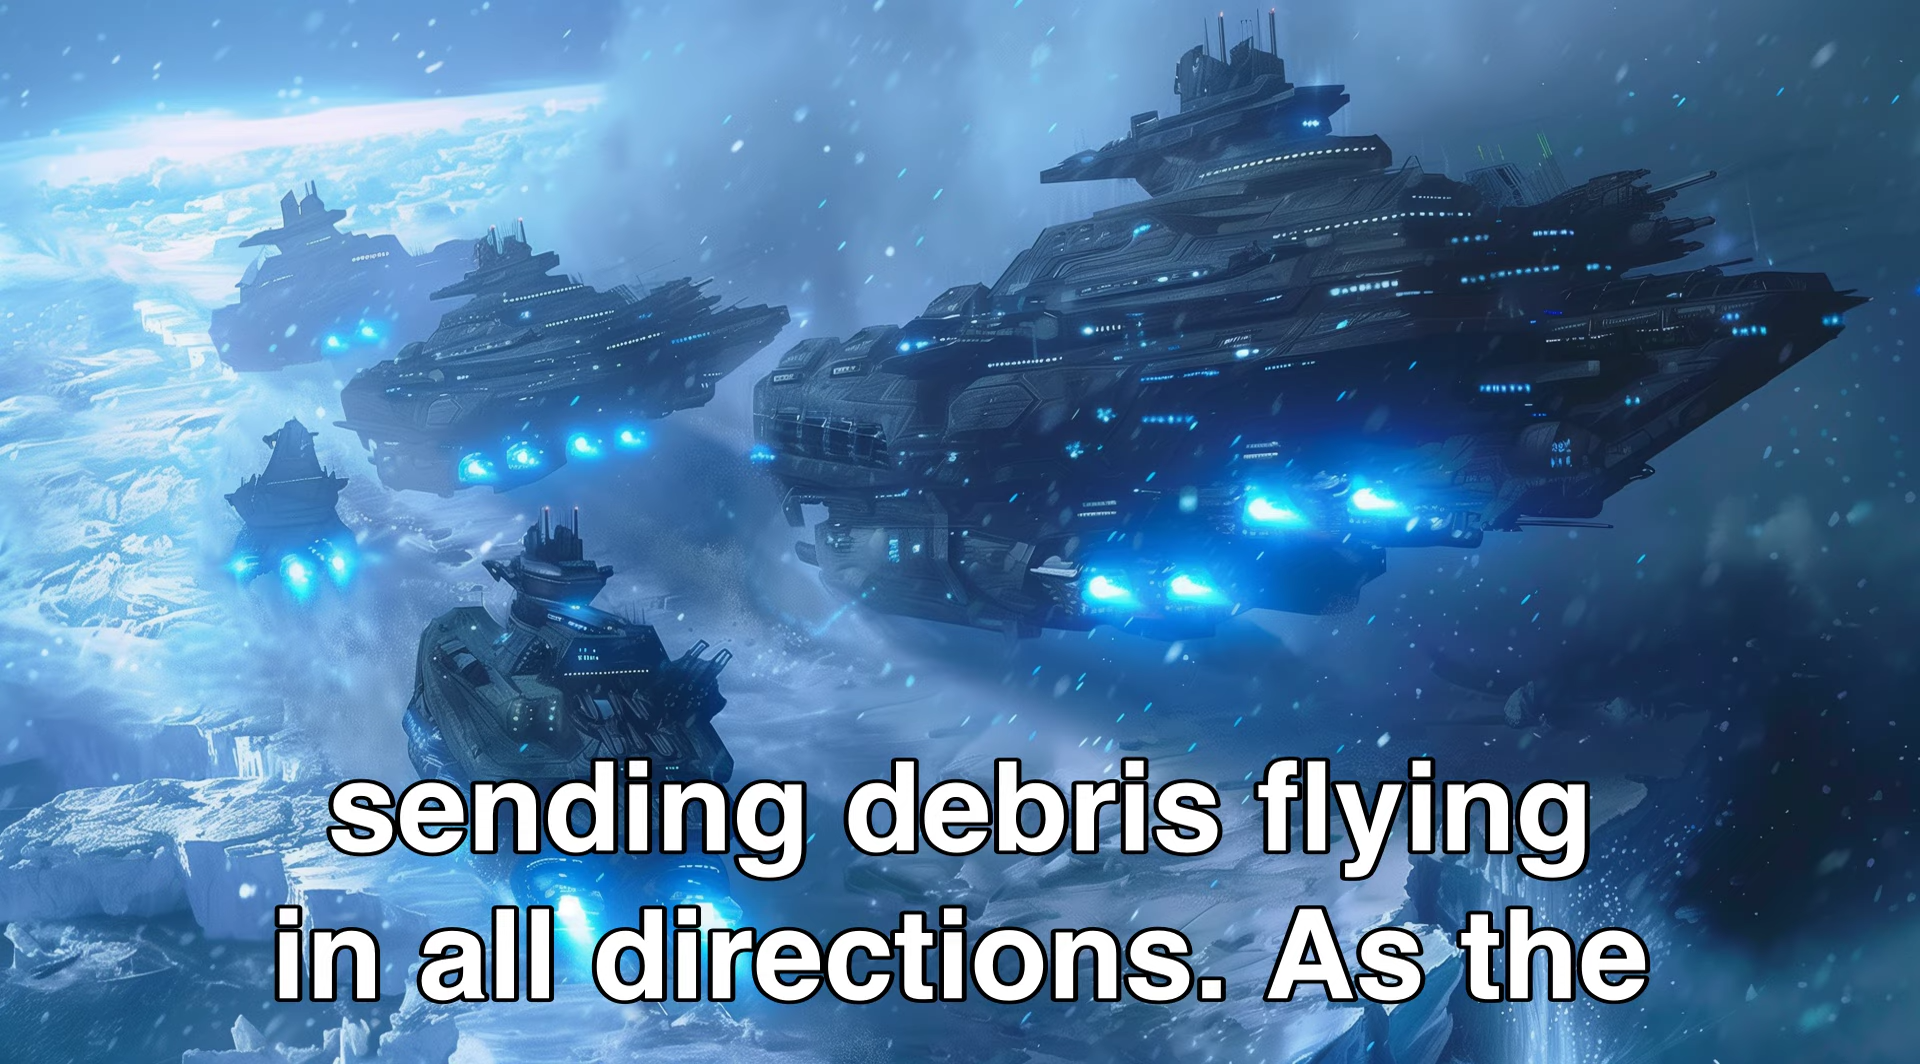 sending debris flying
in all directions. As the